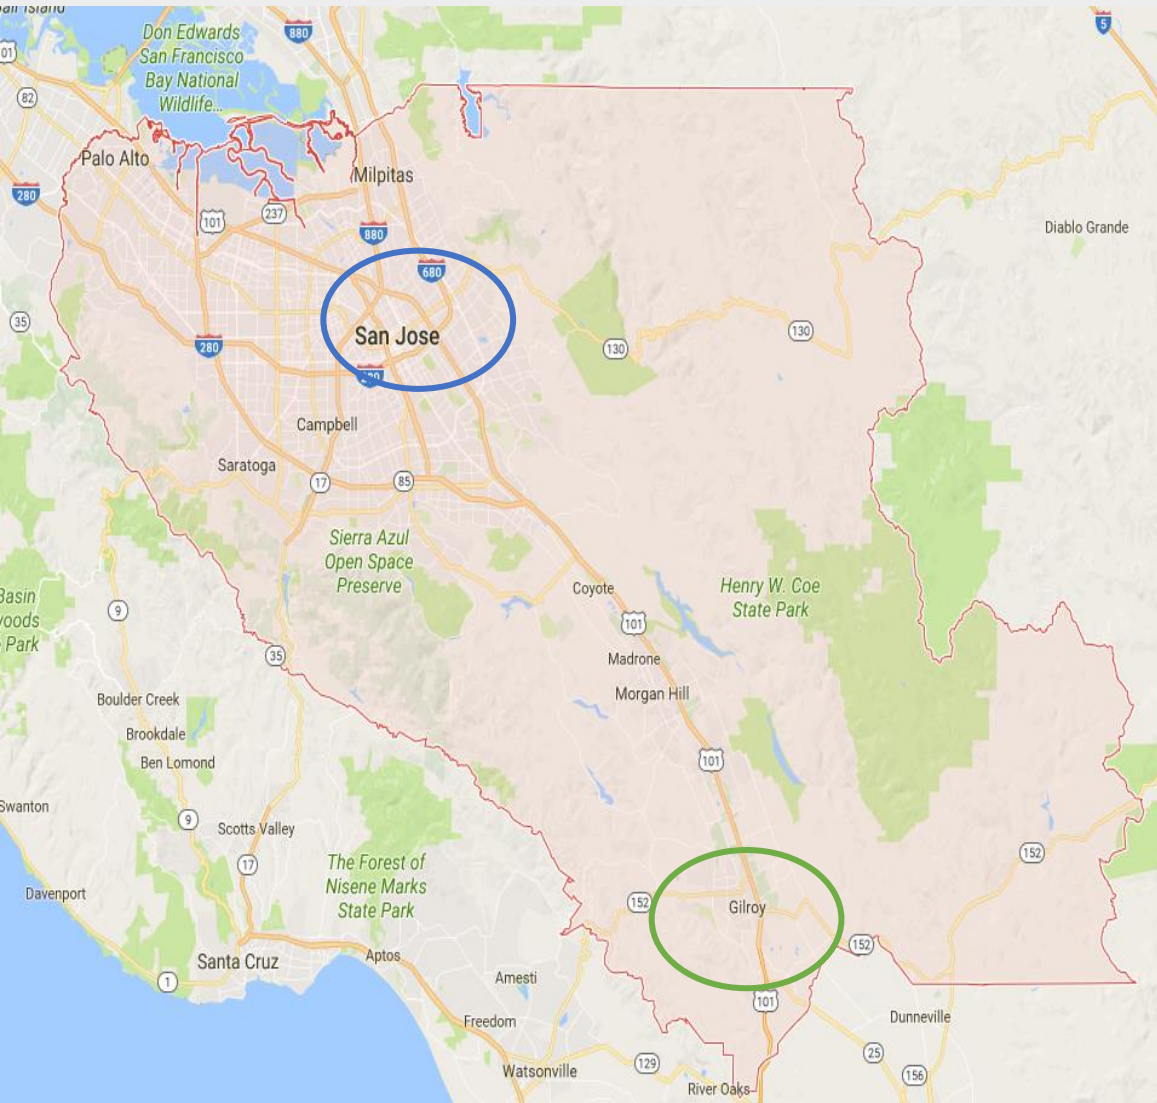 Island
Don Edwards
San Francisco
Bay National
Wildlife...
880
5
101
82
Palo Alto
Milpitas
280
101
237
880
Diablo Grande
680
35
San Jose
280
130
130
Campbell
Saratoga
17
85
Sierra Azul
Open Space
Preserve
Coyote
Henry W. Coe
State Park
Basin
9
101
Park
35
Madrone
Morgan Hill
Boulder Creek
Brookdale
Ben Lomond
101
Swanton
9
Scotts Valley
17
The Forest of
Nisene Marks
State Park
152
Davenport
152
Gilroy
152
Santa Cruz
Aptos
1
Amesti
101
Freedom
Dunneville
25
Watsonville
129
156
River Oaks